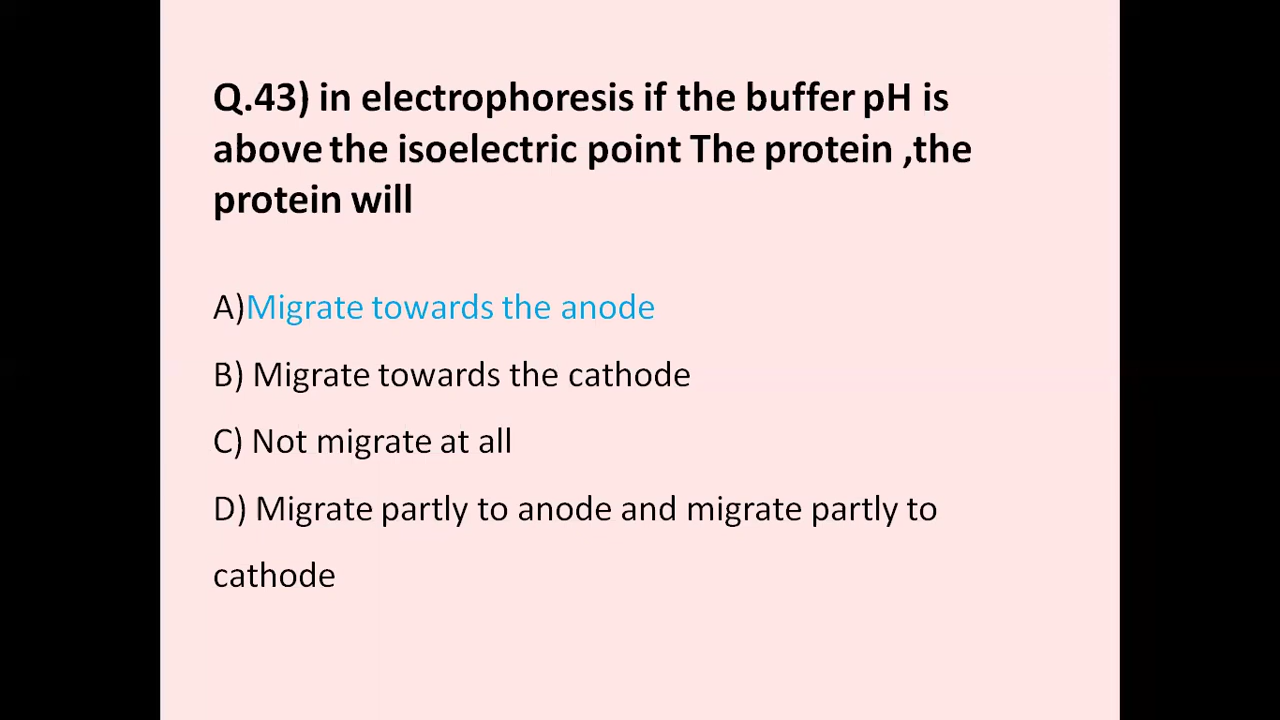 Q.43) in electrophoresis if the buffer pH is
above the isoelectric point The protein ,the
protein will
A)Migrate towards the anode
B) Migrate towards the cathode
C) Not migrate at all
D) Migrate partly to anode and migrate partly to
cathode